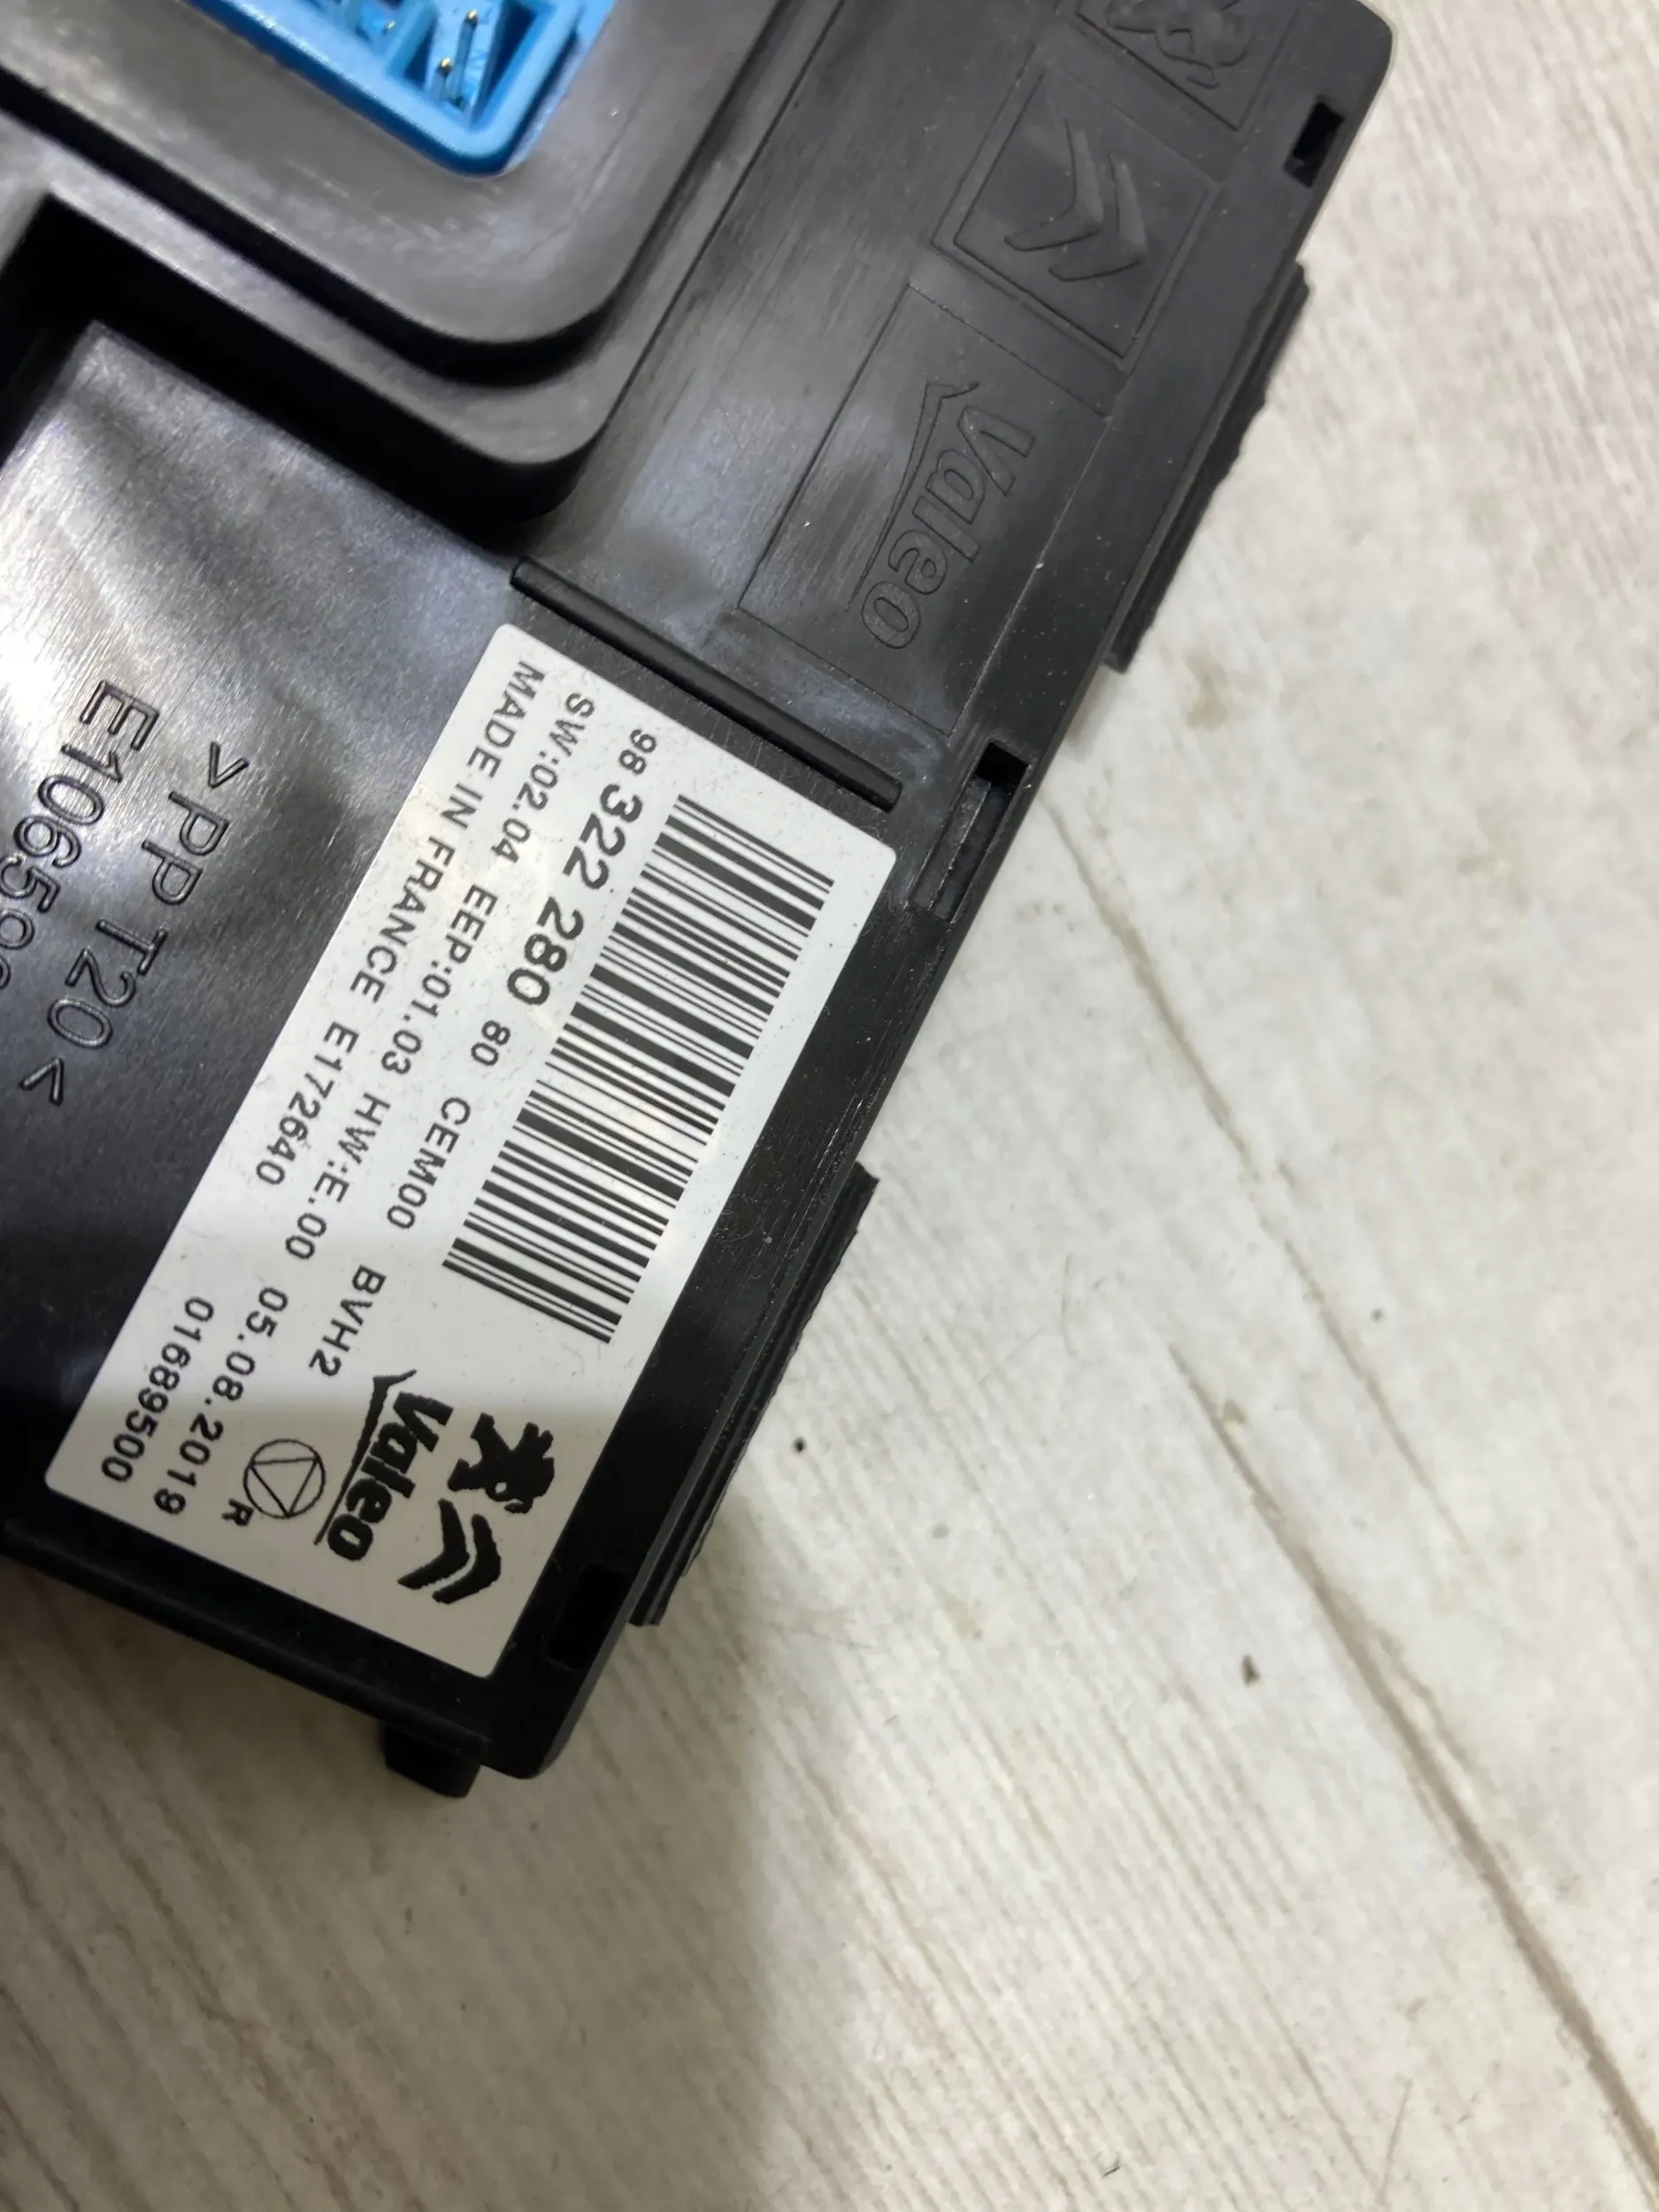 Valeo
98 322 280 80 CEM00 BVH2
SW:02.04 EEP:01.03 HW:E.00 05.08.2019
MADE IN FRANCE E172640 01689500
Valeo
R
>PP T20<